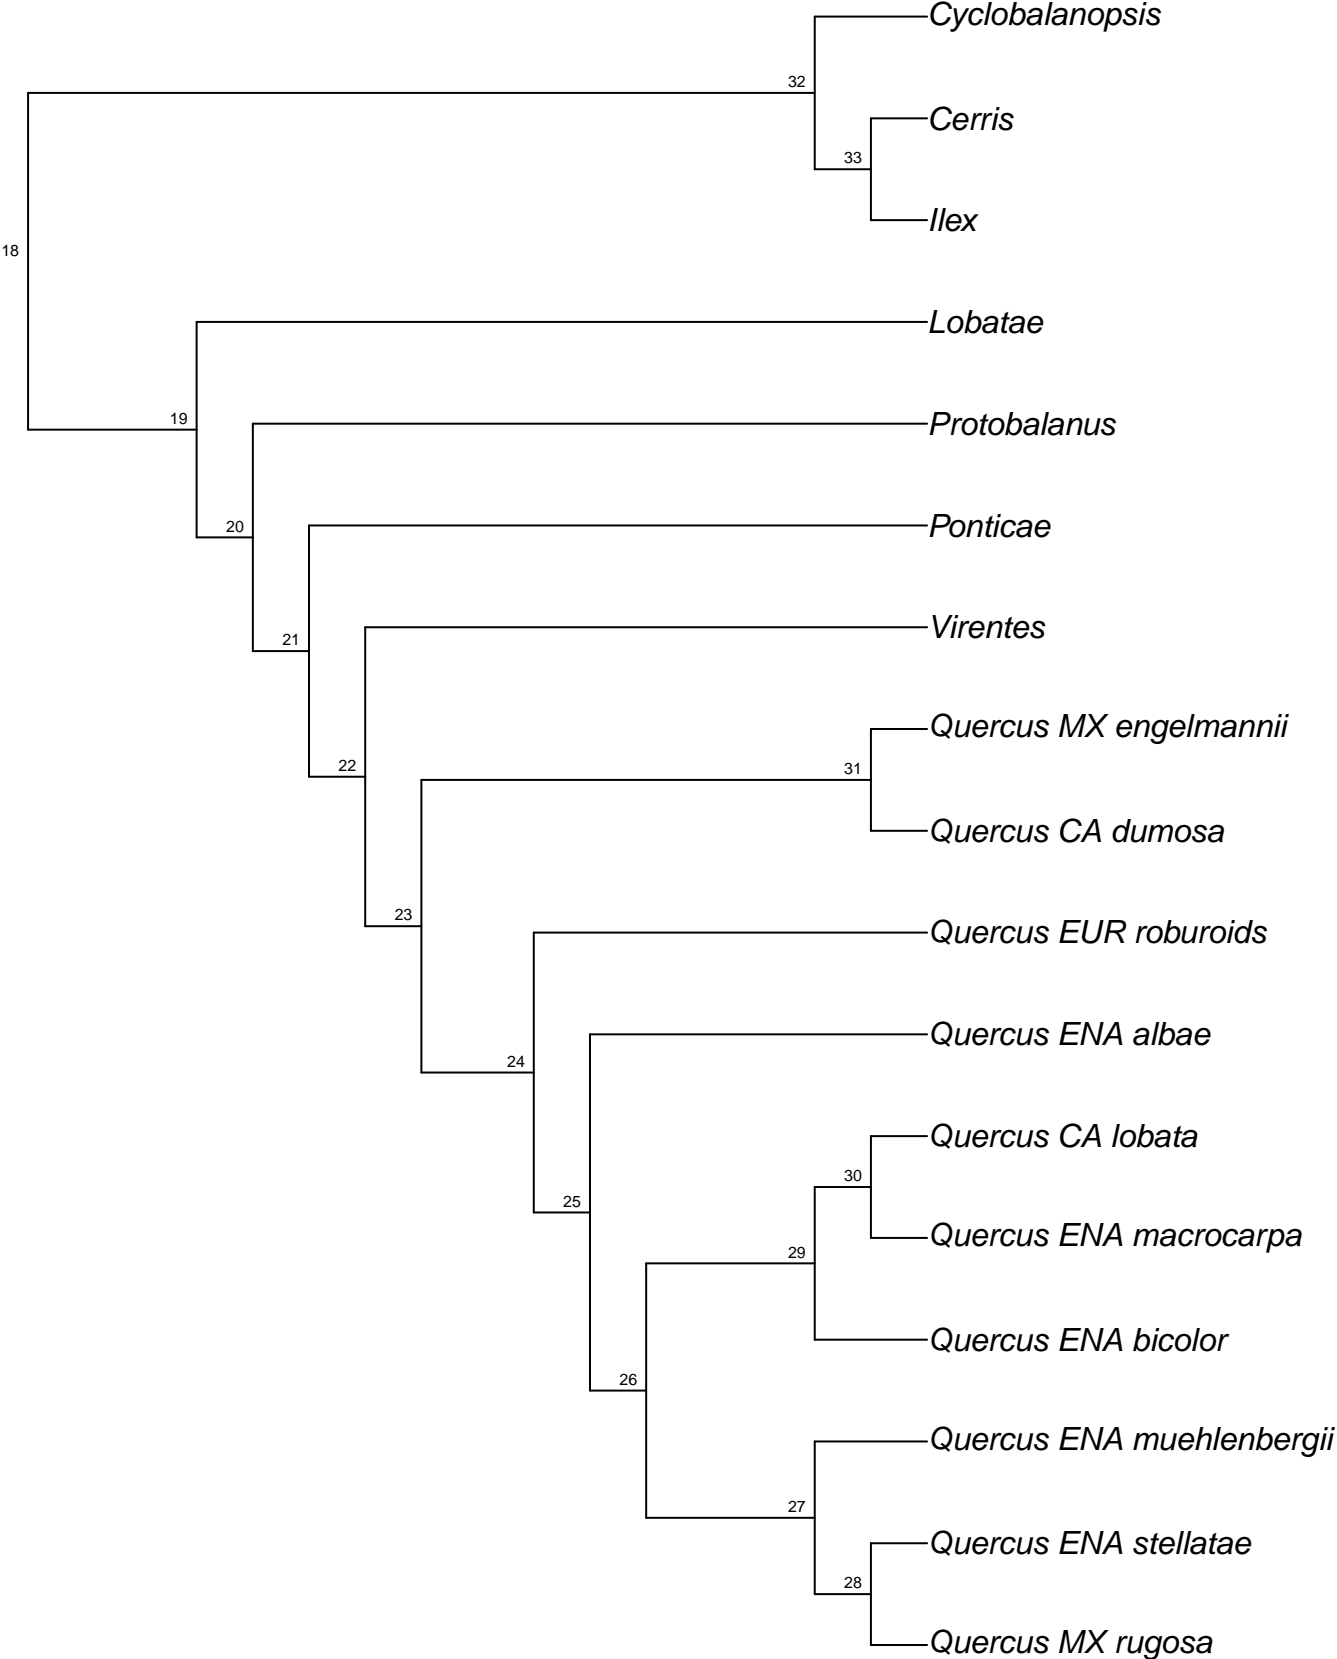 Cyclobalanopsis
32
Cerris
33
Ilex
18
Lobatae
19
Protobalanus
20
Ponticae
21
Virentes
22
Quercus MX engelmannii
31
Quercus CA dumosa
23
Quercus EUR roburoids
Quercus ENA albae
24
Quercus CA lobata
30
25
Quercus ENA macrocarpa
29
Quercus ENA bicolor
26
Quercus ENA muehlenbergii
27
Quercus ENA stellatae
28
Quercus MX rugosa